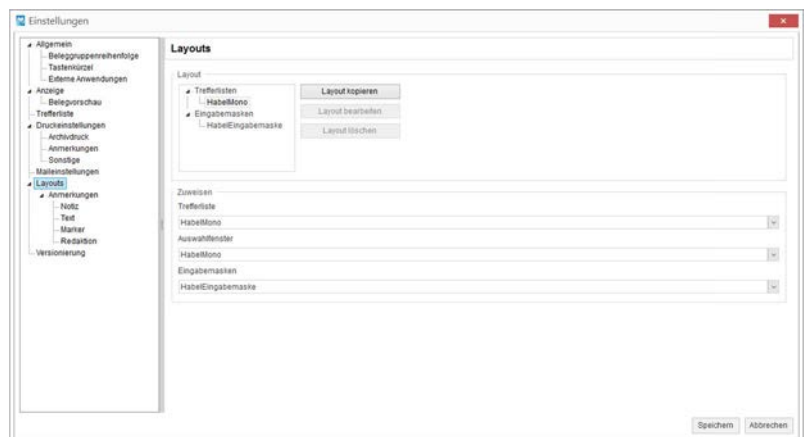 Einstellungen
Allgemein
Beleggruppenreihenfolge
Tastenkürzel
Externe Anwendungen
Anzeige
Belegvorschau
Trefferliste
Druckeinstellungen
Archivdruck
Anmerkungen
Sonstige
Maileinstellungen
Layouts
Anmerkungen
Notiz
Text
Marker
Redaktion
Versionierung
Layouts
Layout
Trefferlisten
HabelMono
Eingabemasken
HabelEingabemaske
Layout kopieren
Layout bearbeiten
Layout löschen
Zuweisen
Trefferliste
HabelMono
Auswahlfenster
HabelMono
Eingabemasken
HabelEingabemaske
Speichern Abbrechen